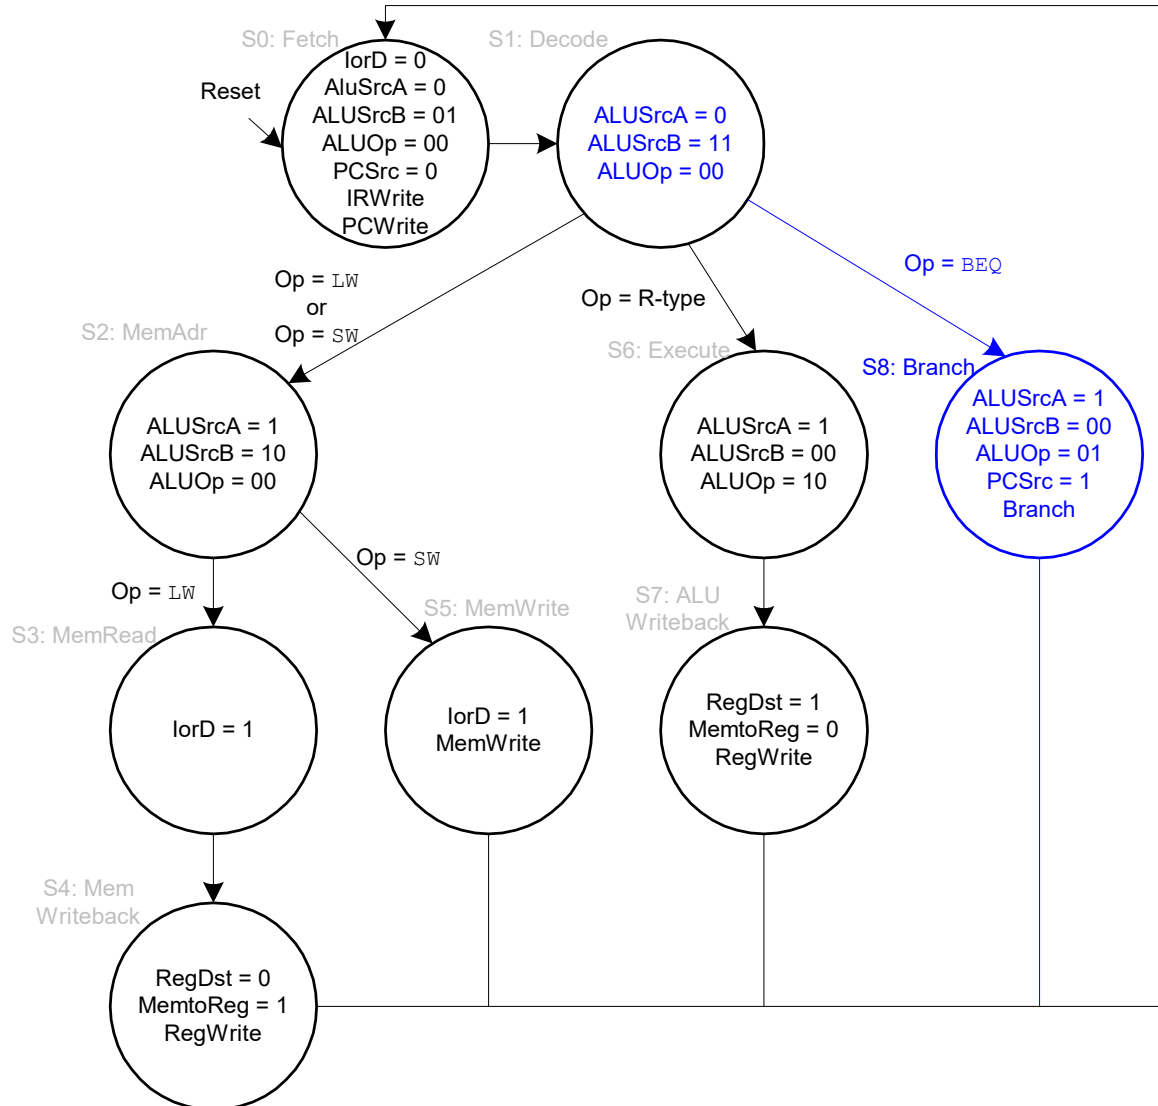 S0: Fetch
S1: Decode
Reset
IorD = 0
AluSrcA = 0
ALUSrcB = 01
ALUOp = 00
PCSrc = 0
IRWrite
PCWrite
ALUSrcA = 0
ALUSrcB = 11
ALUOp = 00
Op = LW
or
Op = SW
Op = R-type
Op = BEQ
S2: MemAdr
S6: Execute
S8: Branch
ALUSrcA = 1
ALUSrcB = 10
ALUOp = 00
ALUSrcA = 1
ALUSrcB = 00
ALUOp = 10
ALUSrcA = 1
ALUSrcB = 00
ALUOp = 01
PCSrc = 1
Branch
Op = LW
Op = SW
S3: MemRead
S5: MemWrite
S7: ALU
Writeback
IorD = 1
IorD = 1
MemWrite
RegDst = 1
MemtoReg = 0
RegWrite
S4: Mem
Writeback
RegDst = 0
MemtoReg = 1
RegWrite